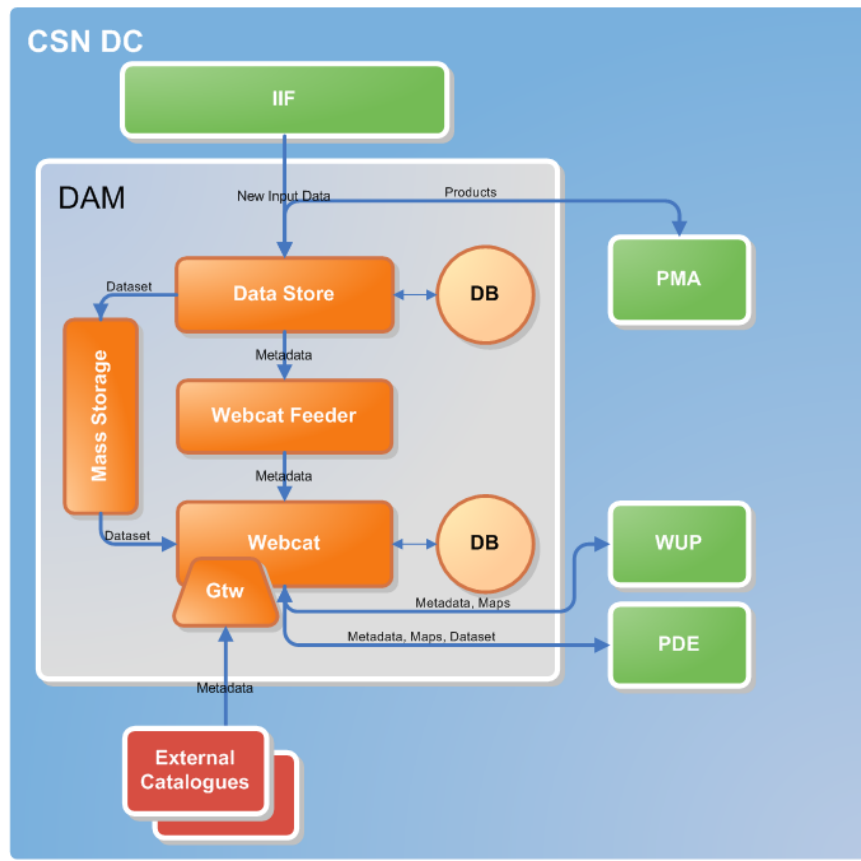 CSN DC
IIF
DAM
New Input Data
Products
PMA
Dataset
Data Store
DB
Metadata
Mass Storage
Webcat Feeder
Metadata
Dataset
Webcat
DB
WUP
Gtw
Metadata, Maps
Metadata, Maps, Dataset
PDE
Metadata
External
Catalogues